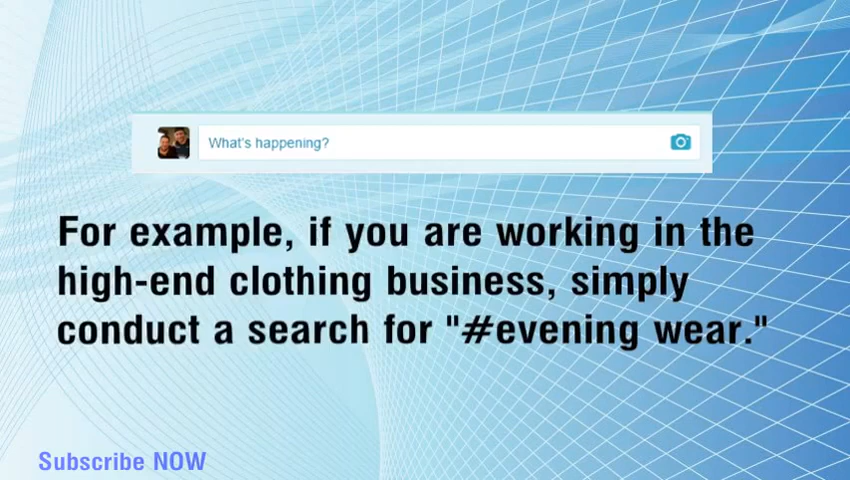 What's happening?
For example, if you are working in the
high-end clothing business, simply
conduct a search for "#evening wear."
Subscribe NOW